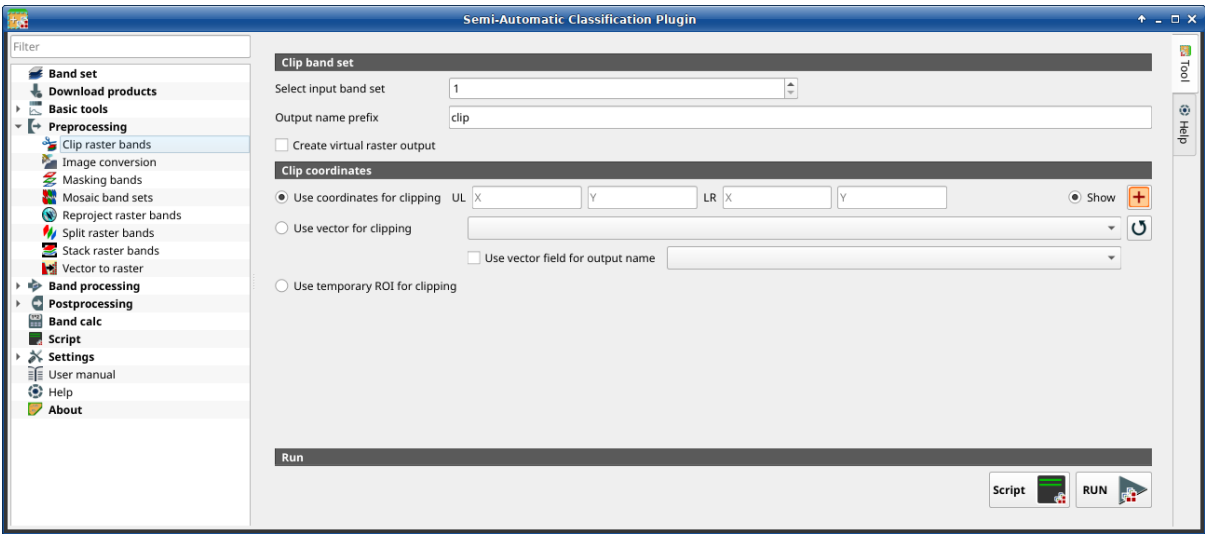 Semi-Automatic Classification Plugin
Filter
Band set
Download products
Basic tools
Preprocessing
Clip raster bands
Image conversion
Masking bands
Mosaic band sets
Reproject raster bands
Split raster bands
Stack raster bands
Vector to raster
Band processing
Postprocessing
Band calc
Script
Settings
User manual
Help
About
Clip band set
Select input band set 1
Output name prefix clip
Create virtual raster output
Clip coordinates
Use coordinates for clipping UL X Y LR X Y Show
Use vector for clipping
Use vector field for output name
Use temporary ROI for clipping
Run
Script RUN
Tool
Help